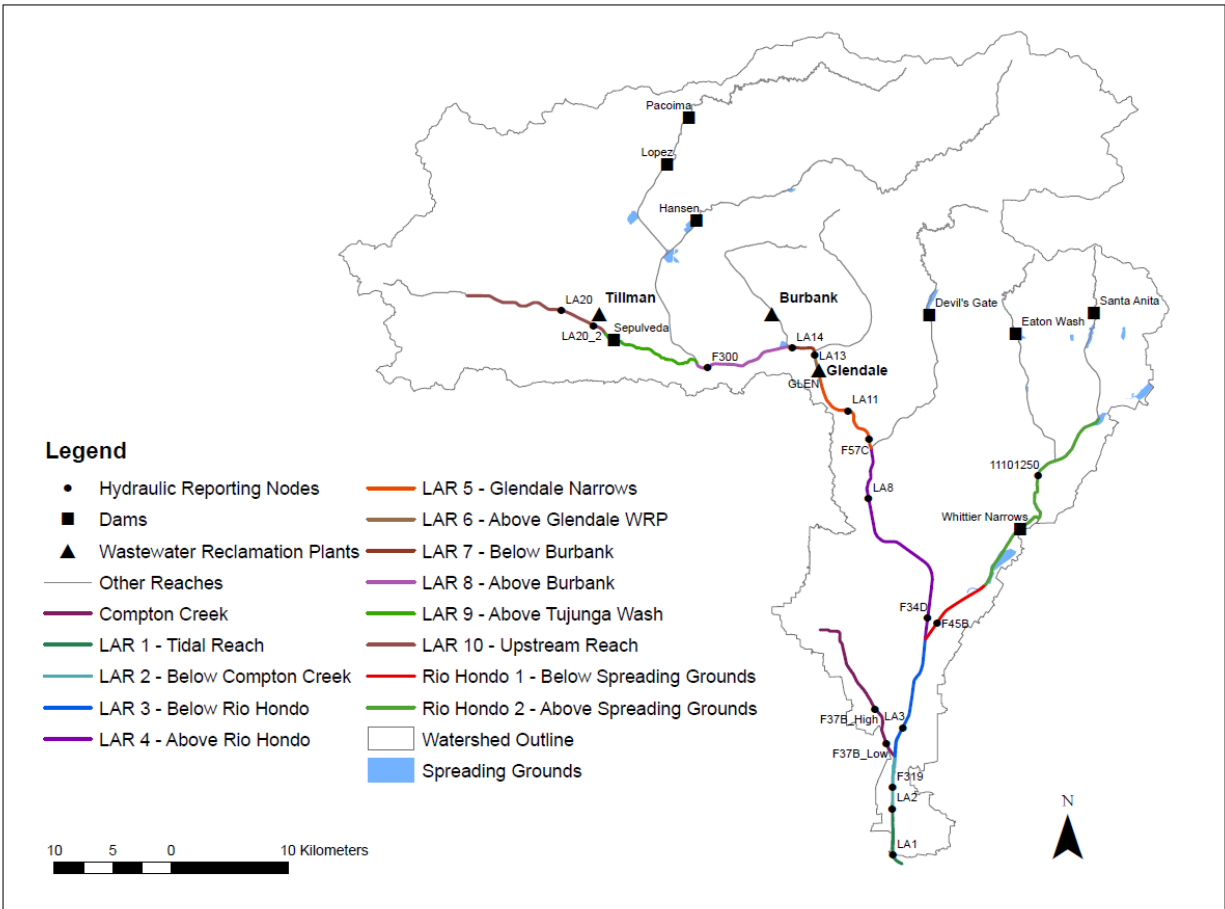 Pacoima
Lopez
Hansen
LA20
Tillman
Burbank
Devil's Gate
Santa Anita
Eaton Wash
LA20_2
Sepulveda
LA14
LA13
F300
Glendale
GLEN
LA11
F57C
11101250
LA8
Whittier Narrows
F34D
F45B
F37B_High
LA3
F37B_Low
F319
LA2
LA1
Legend
Hydraulic Reporting Nodes
Dams
Wastewater Reclamation Plants
Other Reaches
Compton Creek
LAR 1 - Tidal Reach
LAR 2 - Below Compton Creek
LAR 3 - Below Rio Hondo
LAR 4 - Above Rio Hondo
LAR 5 - Glendale Narrows
LAR 6 - Above Glendale WRP
LAR 7 - Below Burbank
LAR 8 - Above Burbank
LAR 9 - Above Tujunga Wash
LAR 10 - Upstream Reach
Rio Hondo 1 - Below Spreading Grounds
Rio Hondo 2 - Above Spreading Grounds
Watershed Outline
Spreading Grounds
N
10 5 0 10 Kilometers